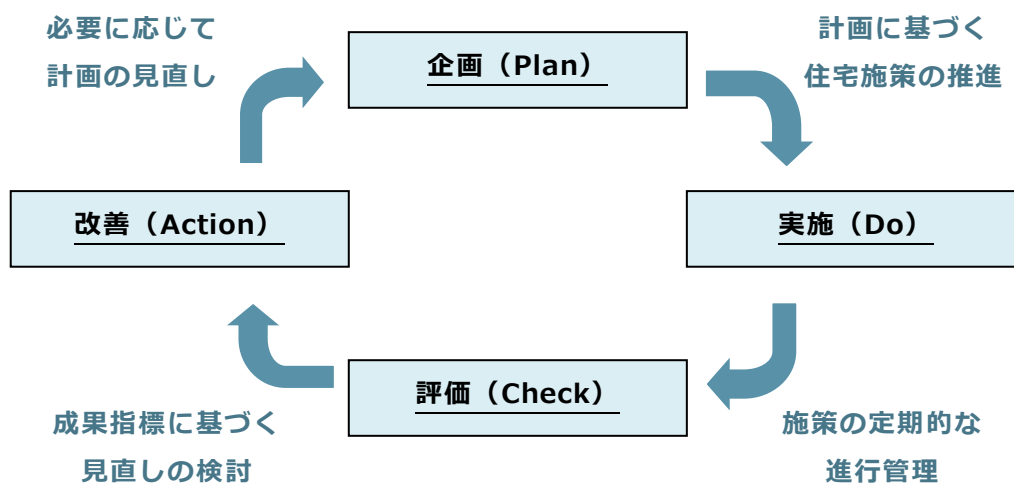 必要に応じて
計画の見直し
企画（Plan）
計画に基づく
住宅施策の推進
改善（Action）
実施（Do）
評価（Check）
成果指標に基づく
見直しの検討
施策の定期的な
進行管理